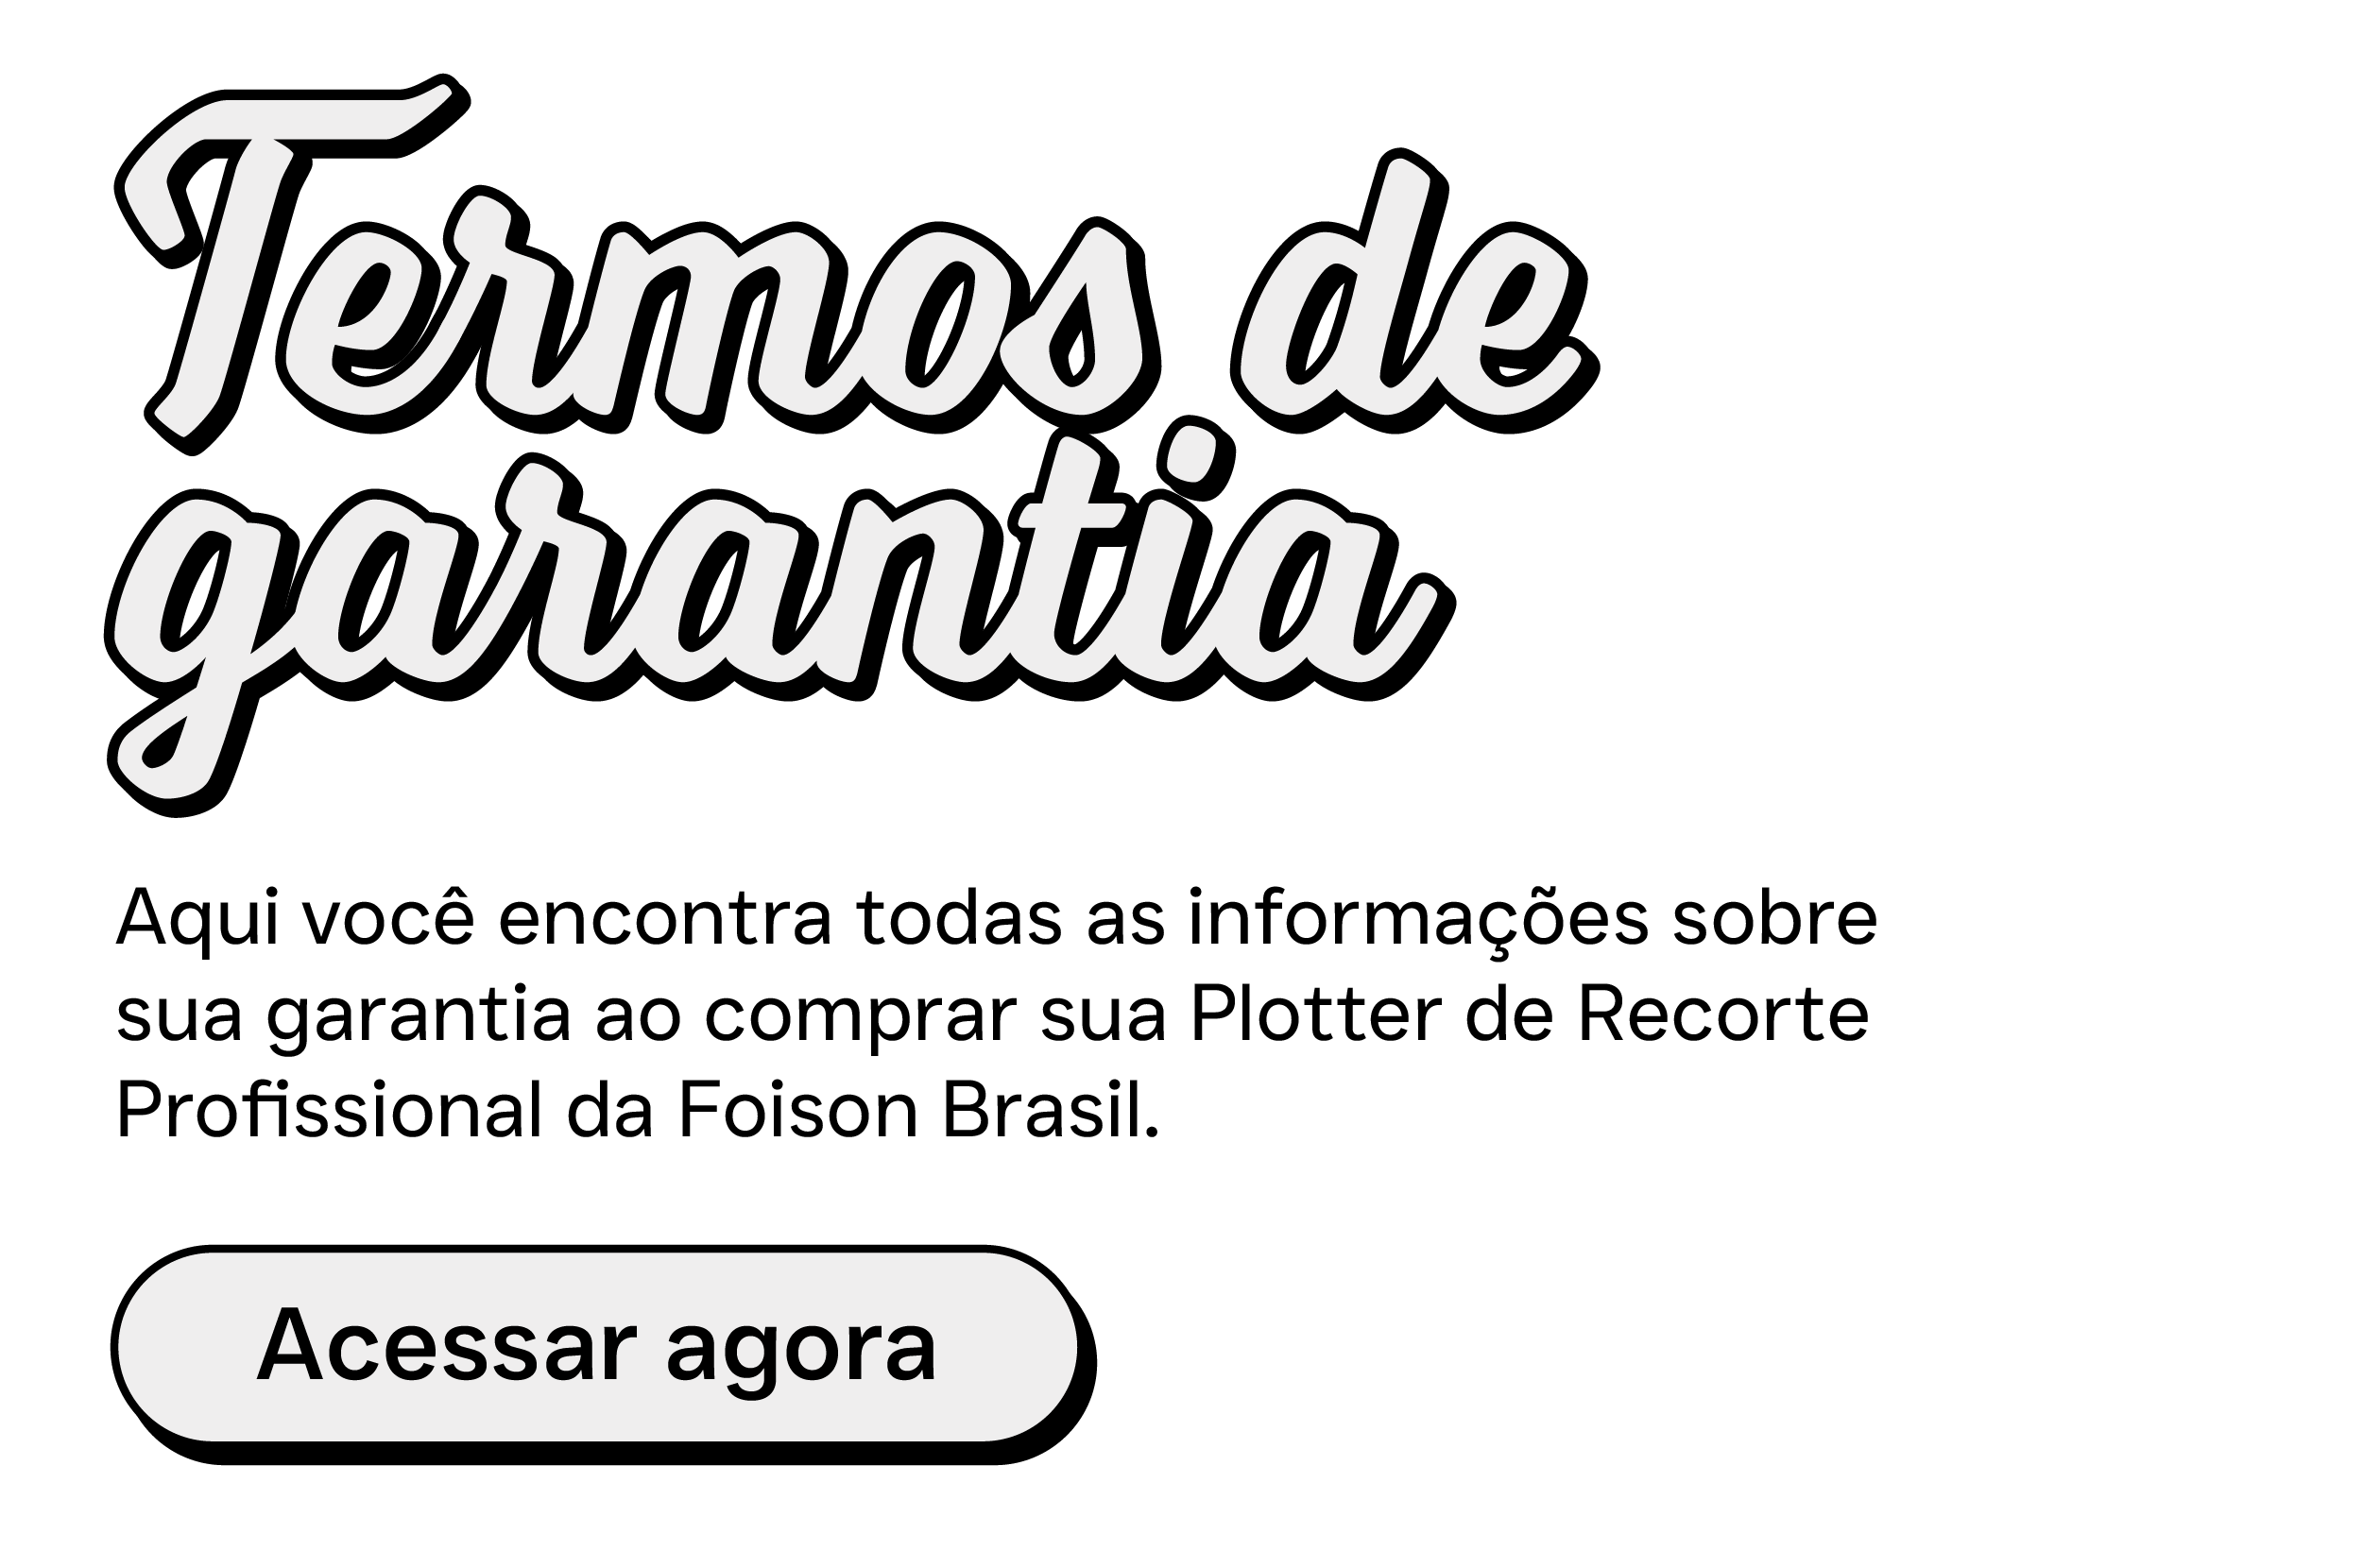 Termos de
garantia
Aqui você encontra todas as informações sobre
sua garantia ao comprar sua Plotter de Recorte
Profissional da Foison Brasil.
Acessar agora